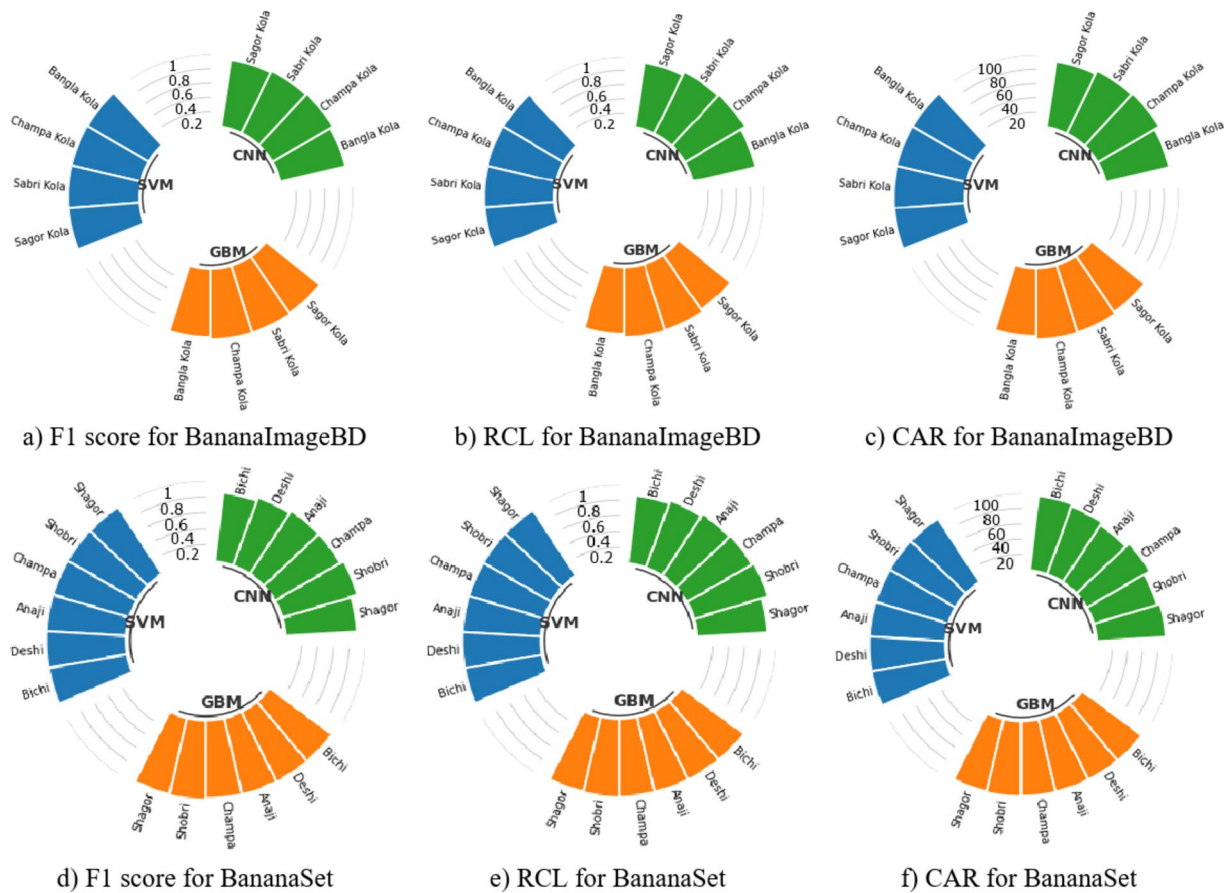 Bangla Kola
Champa Kola
Sabri Kola
Sagor Kola
SVM
1
0.8
0.6
0.4
0.2
Sagor Kola
Sabri Kola
Champa Kola
Bangla Kola
CNN
GBM
Bangla Kola
Champa Kola
Sabri Kola
Sagor Kola
a) F1 score for BananaImageBD
Bangla Kola
Champa Kola
Sabri Kola
Sagor Kola
SVM
1
0.8
0.6
0.4
0.2
Sagor Kola
Sabri Kola
Champa Kola
Bangla Kola
CNN
GBM
Bangla Kola
Champa Kola
Sabri Kola
Sagor Kola
b) RCL for BananaImageBD
Bangla Kola
Champa Kola
Sabri Kola
Sagor Kola
SVM
100
80
60
40
20
Sagor Kola
Sabri Kola
Champa Kola
Bangla Kola
CNN
GBM
Bangla Kola
Champa Kola
Sabri Kola
Sagor Kola
c) CAR for BananaImageBD
Shagor
Shobri
Champa
Anaji
Deshi
Bichi
SVM
1
0.8
0.6
0.4
0.2
Bichi
Deshi
Anaji
Champa
Shobri
Shagor
CNN
GBM
Shagor
Shobri
Champa
Anaji
Deshi
Bichi
d) F1 score for BananaSet
Shagor
Shobri
Champa
Anaji
Deshi
Bichi
SVM
1
0.8
0.6
0.4
0.2
Bichi
Deshi
Anaji
Champa
Shobri
Shagor
CNN
GBM
Shagor
Shobri
Champa
Anaji
Deshi
Bichi
e) RCL for BananaSet
Shagor
Shobri
Champa
Anaji
Deshi
Bichi
SVM
100
80
60
40
20
Bichi
Deshi
Anaji
Champa
Shobri
Shagor
CNN
GBM
Shagor
Shobri
Champa
Anaji
Deshi
Bichi
f) CAR for BananaSet